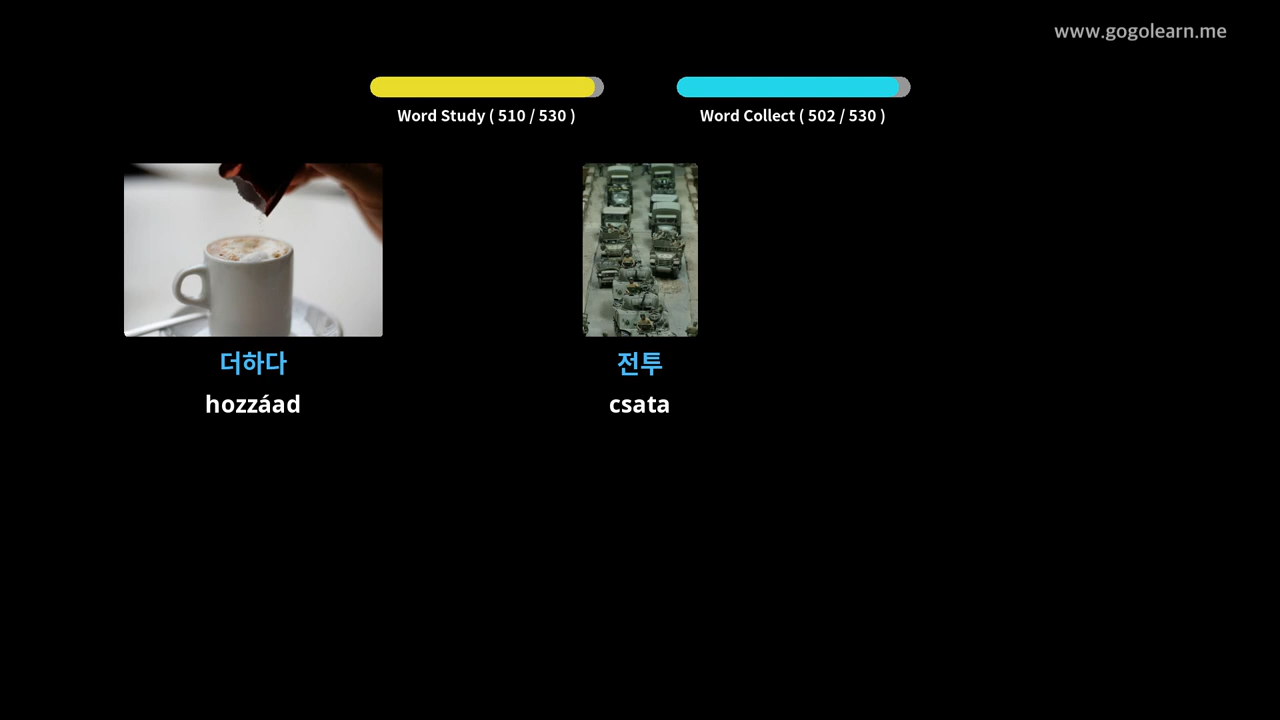 www.gogolearn.me
Word Study ( 510 / 530 )
Word Collect ( 502 / 530 )
더하다
hozzáad
전투
csata